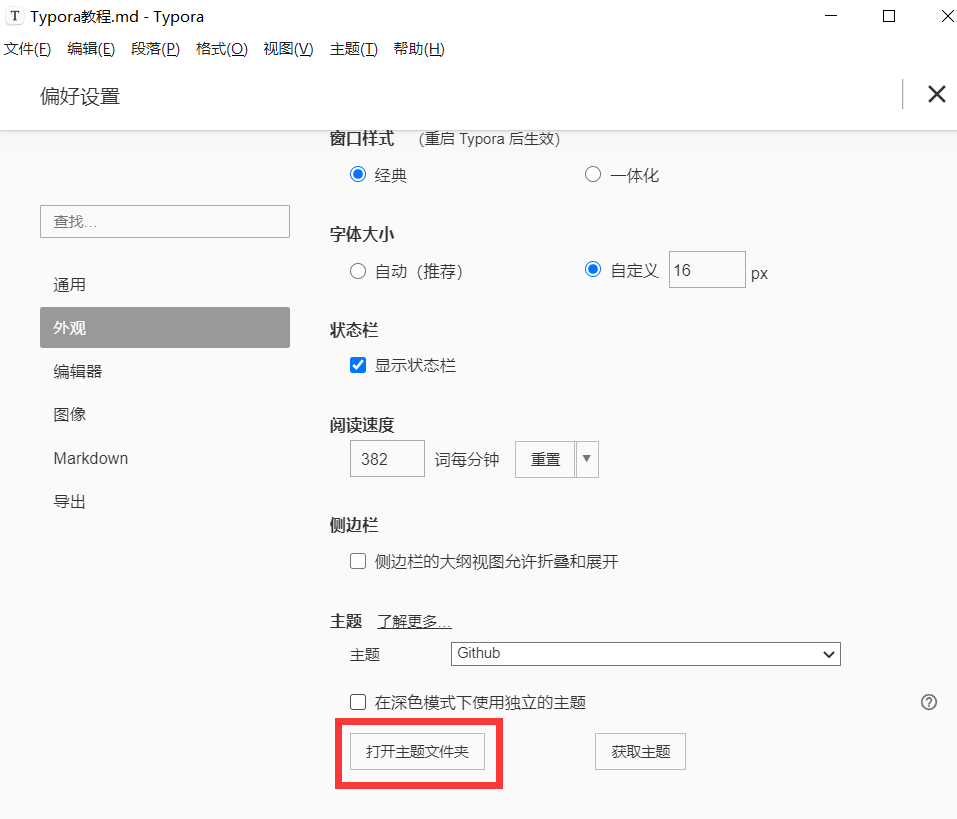 T Typora教程.md - Typora
文件(F) 编辑(E) 段落(P) 格式(O) 视图(V) 主题(T) 帮助(H)
偏好设置
窗口样式 (重启 Typora 后生效)
经典 一体化
查找...
字体大小
自动（推荐） 自定义 16 px
通用
外观
状态栏
显示状态栏
编辑器
图像
阅读速度
382 词每分钟 重置
Markdown
导出
侧边栏
侧边栏的大纲视图允许折叠和展开
主题 了解更多...
主题 Github
在深色模式下使用独立的主题 ?
打开主题文件夹 获取主题